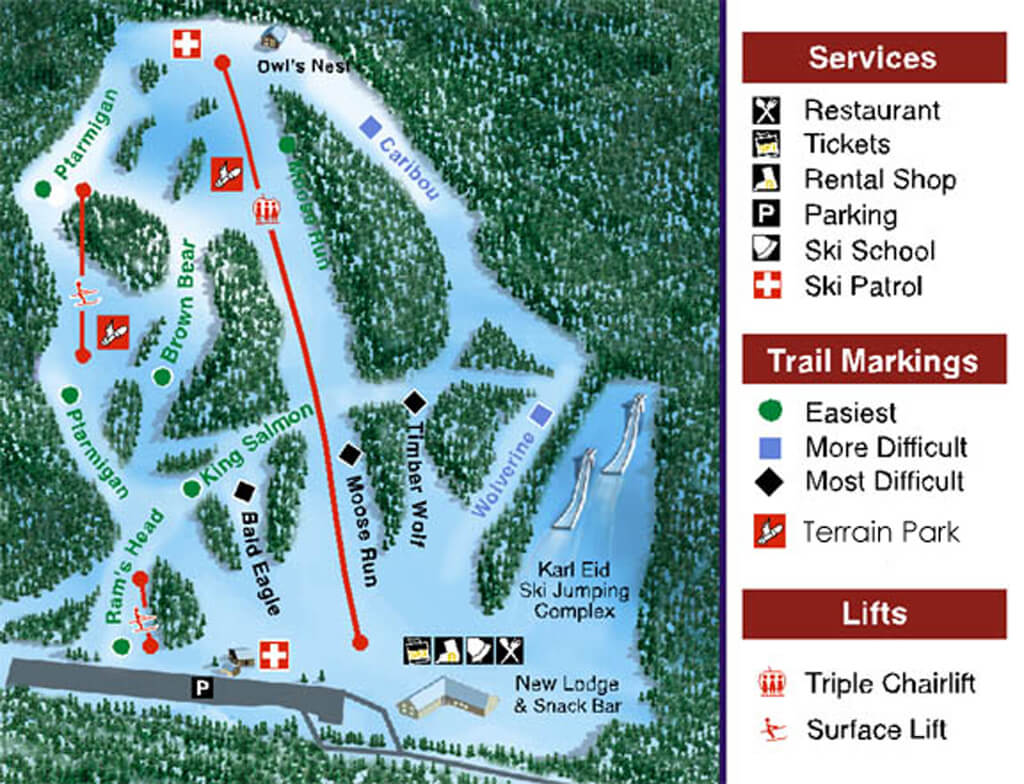 Owl's Nest
Ptarmigan
Caribou
Moose Run
Brown Bear
Ptarmigan
King Salmon
Timber Wolf
Wolverine
Moose Run
Bald Eagle
Ram's Head
Karl Eid
Ski Jumping
Complex
P
New Lodge
& Snack Bar
Services
Restaurant
Tickets
Rental Shop
P Parking
Ski School
Ski Patrol
Trail Markings
Easiest
More Difficult
Most Difficult
Terrain Park
Lifts
Triple Chairlift
Surface Lift